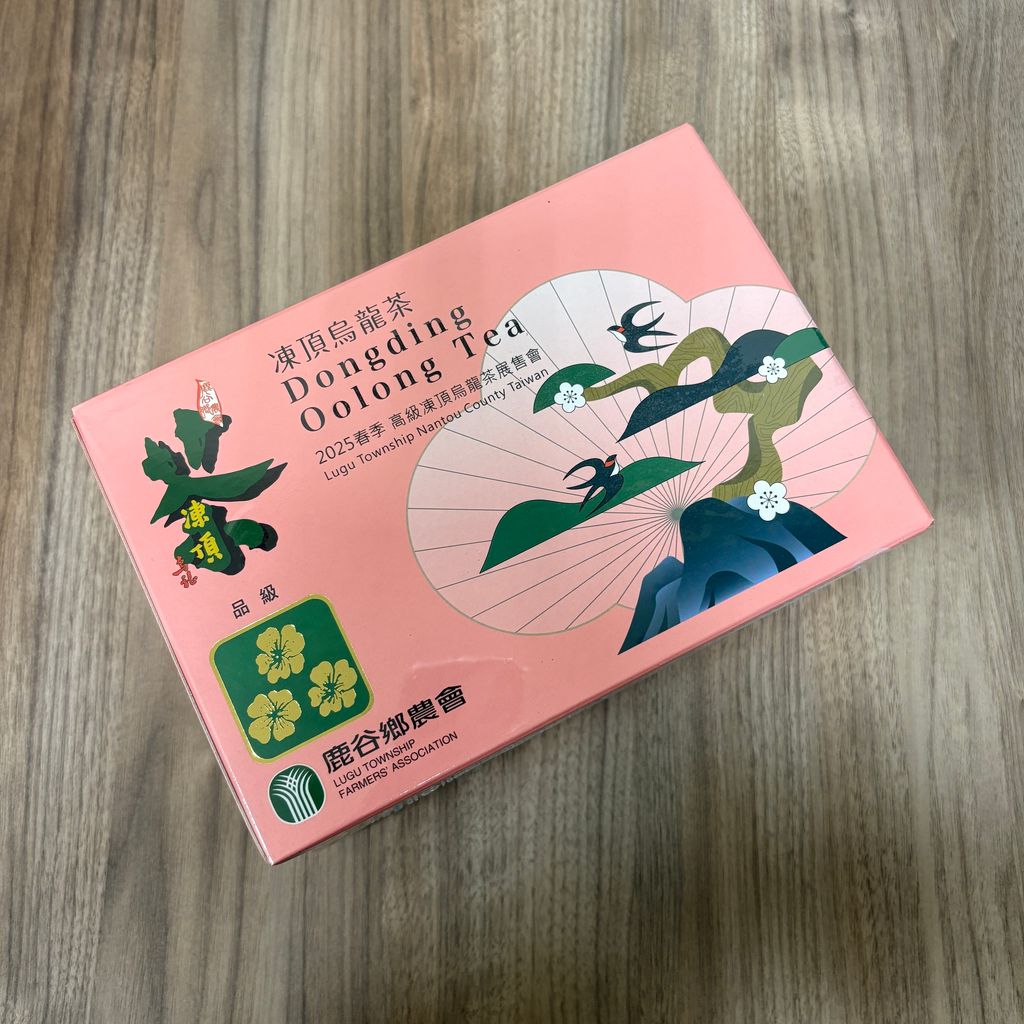 凍頂烏龍茶
Dongding
Oolong Tea
2025春季 高級凍頂烏龍茶展售會
Lugu Township Nantou County Taiwan
凍頂
品級
鹿谷鄉農會
LUGU TOWNSHIP
FARMERS' ASSOCIATION